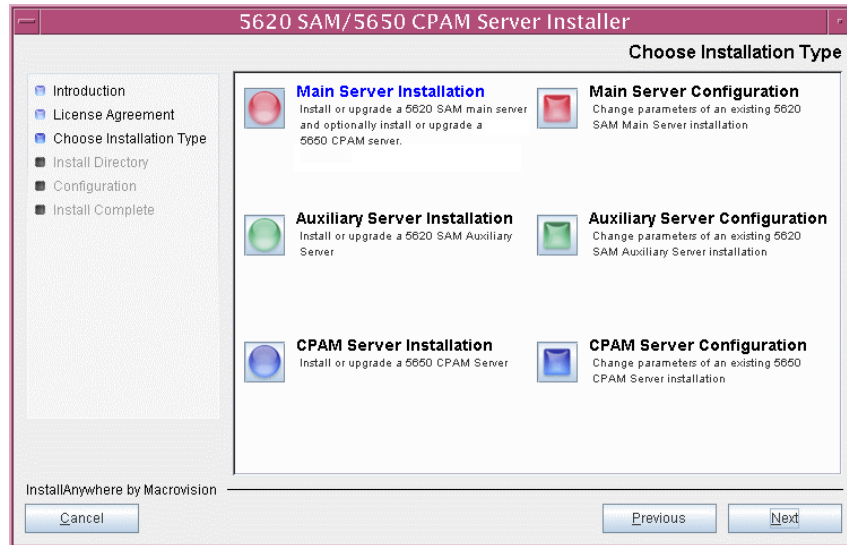 5620 SAM/5650 CPAM Server Installer
Choose Installation Type
Introduction
License Agreement
Choose Installation Type
Install Directory
Configuration
Install Complete
Main Server Installation
Install or upgrade a 5620 SAM main server
and optionally install or upgrade a
5650 CPAM server.
Main Server Configuration
Change parameters of an existing 5620
SAM Main Server installation
Auxiliary Server Installation
Install or upgrade a 5620 SAM Auxiliary
Server
Auxiliary Server Configuration
Change parameters of an existing 5620
SAM Auxiliary Server installation
CPAM Server Installation
Install or upgrade a 5650 CPAM Server
CPAM Server Configuration
Change parameters of an existing 5650
CPAM Server installation
InstallAnywhere by Macrovision
Cancel
Previous
Next